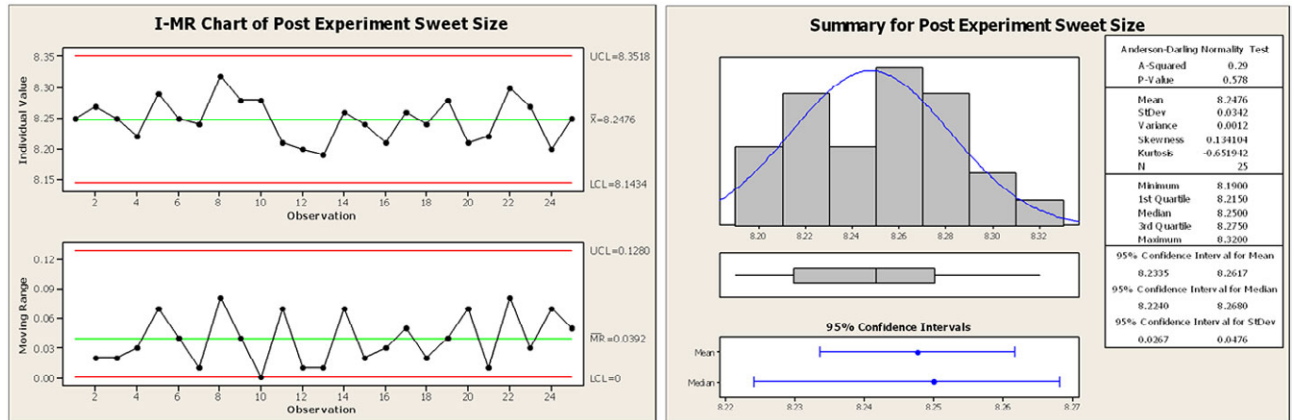 I-MR Chart of Post Experiment Sweet Size
8.35
8.30
8.25
8.20
8.15
Individual Value
UCL=8.3518
X̅=8.2476
LCL=8.1434
2 4 6 8 10 12 14 16 18 20 22 24
Observation
0.12
0.09
0.06
0.03
0.00
Moving Range
UCL=0.1280
M̅R̅=0.0392
LCL=0
2 4 6 8 10 12 14 16 18 20 22 24
Observation
Summary for Post Experiment Sweet Size
8.20 8.22 8.24 8.26 8.28 8.30 8.32
95% Confidence Intervals
Mean
Median
8.22 8.23 8.24 8.25 8.26 8.27
Anderson-Darling Normality Test
A-Squared 0.29
P-Value 0.578
Mean 8.2476
StDev 0.0342
Variance 0.0012
Skewness 0.134104
Kurtosis -0.651942
N 25
Minimum 8.1900
1st Quartile 8.2150
Median 8.2500
3rd Quartile 8.2750
Maximum 8.3200
95% Confidence Interval for Mean
8.2335 8.2617
95% Confidence Interval for Median
8.2240 8.2680
95% Confidence Interval for StDev
0.0267 0.0476